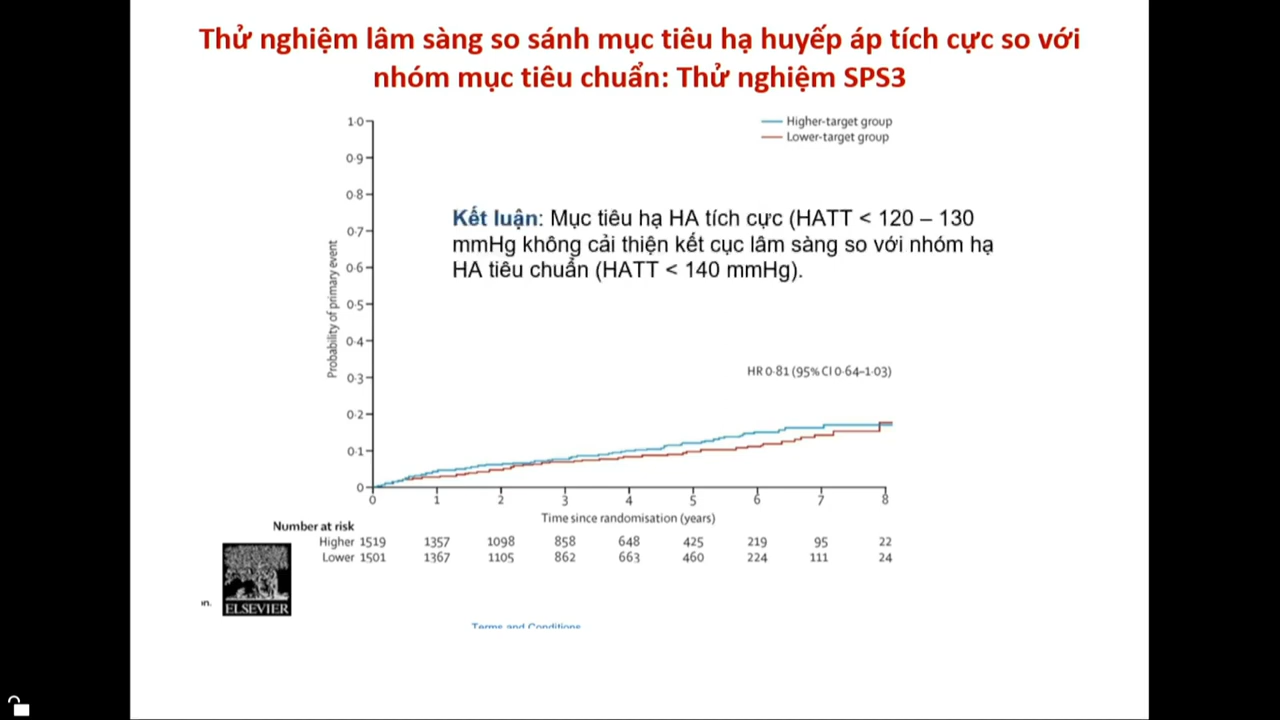 Thử nghiệm lâm sàng so sánh mục tiêu hạ huyếp áp tích cực so với
nhóm mục tiêu chuẩn: Thử nghiệm SPS3
Higher-target group
Lower-target group
1·0
0·9
0·8
0·7
0·6
0·5
0·4
0·3
0·2
0·1
0
Probability of primary event
Kết luận: Mục tiêu hạ HA tích cực (HATT < 120 – 130
mmHg không cải thiện kết cục lâm sàng so với nhóm hạ
HA tiêu chuẩn (HATT < 140 mmHg).
HR 0·81 (95% CI 0·64–1·03)
0 1 2 3 4 5 6 7 8
Time since randomisation (years)
Number at risk
Higher 1519 1357 1098 858 648 425 219 95 22
Lower 1501 1367 1105 862 663 460 224 111 24
ELSEVIER
on.
Terms and Conditions